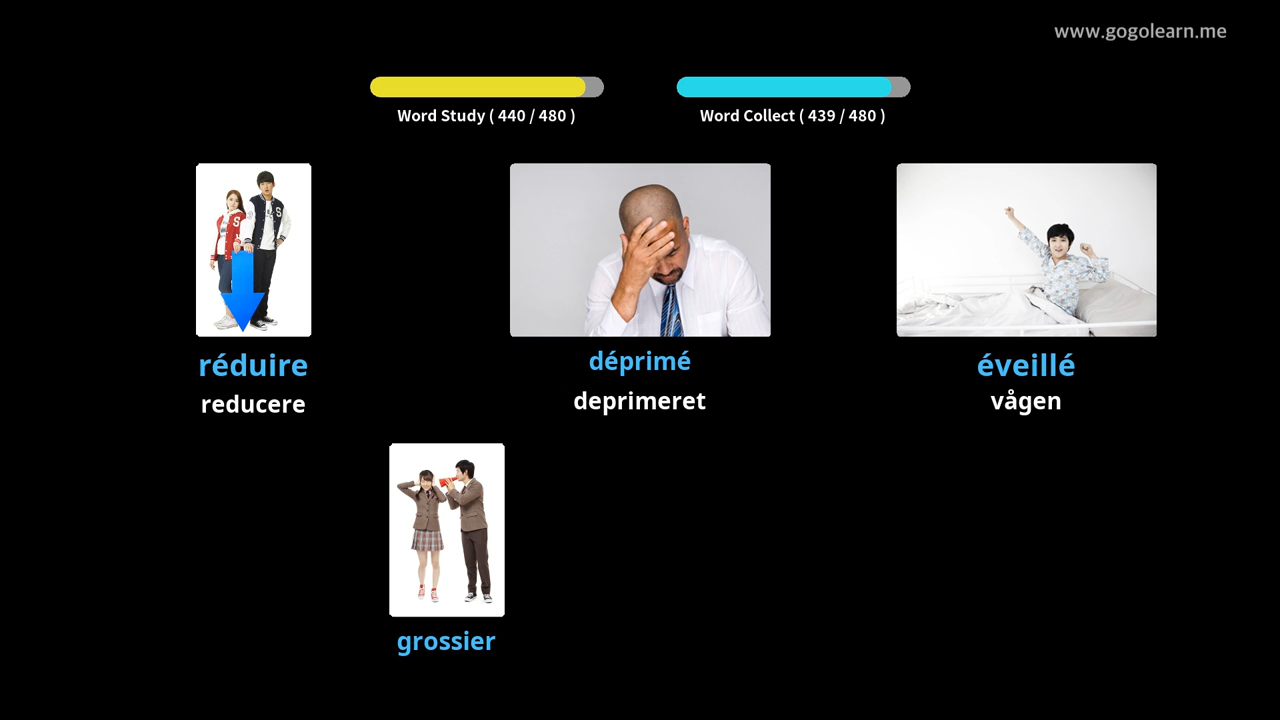 www.gogolearn.me
Word Study ( 440 / 480 )
Word Collect ( 439 / 480 )
réduire
reducere
déprimé
deprimeret
éveillé
vågen
grossier